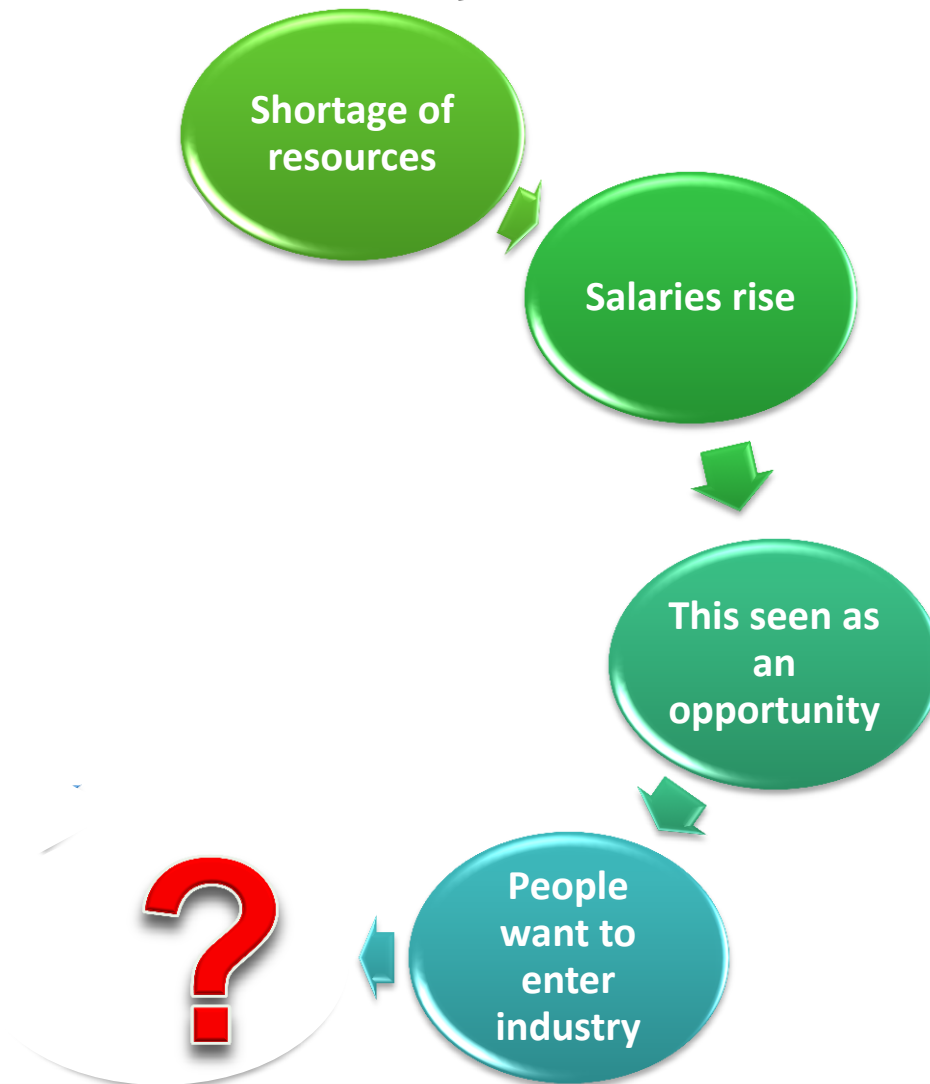 Shortage of
resources
Salaries rise
This seen as
an
opportunity
People
want to
enter
industry
?